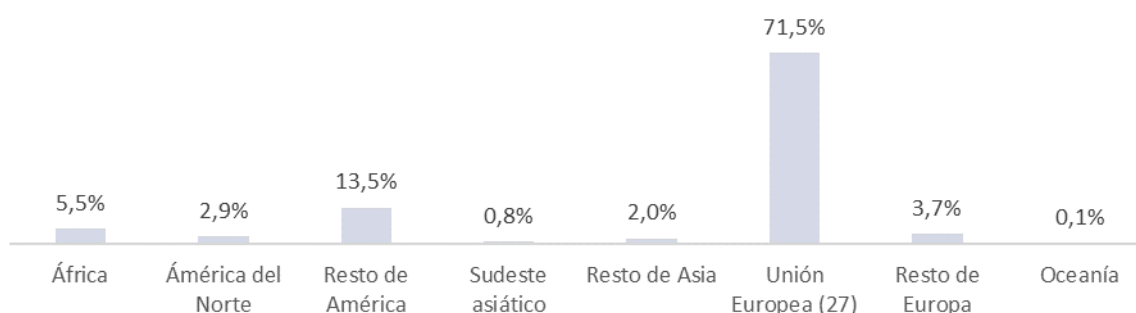 71,5%
13,5%
5,5%
2,9%
0,8%
2,0%
3,7%
0,1%
África
Ámérica del
Norte
Resto de
América
Sudeste
asiático
Resto de Asia
Unión
Europea (27)
Resto de
Europa
Oceanía